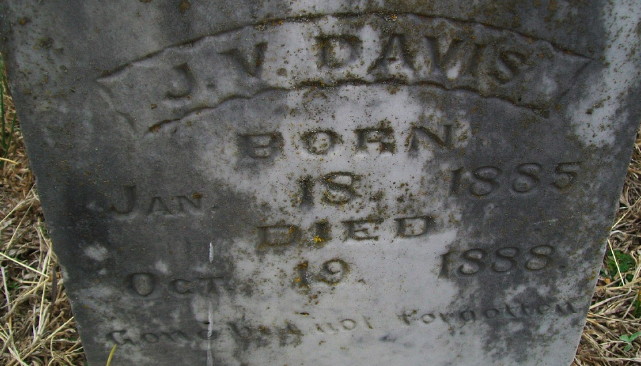 J. V. DAVIS
BORN
JAN. 18. 1885
DIED
OCT. 19. 1888.
Gone but not forgotten